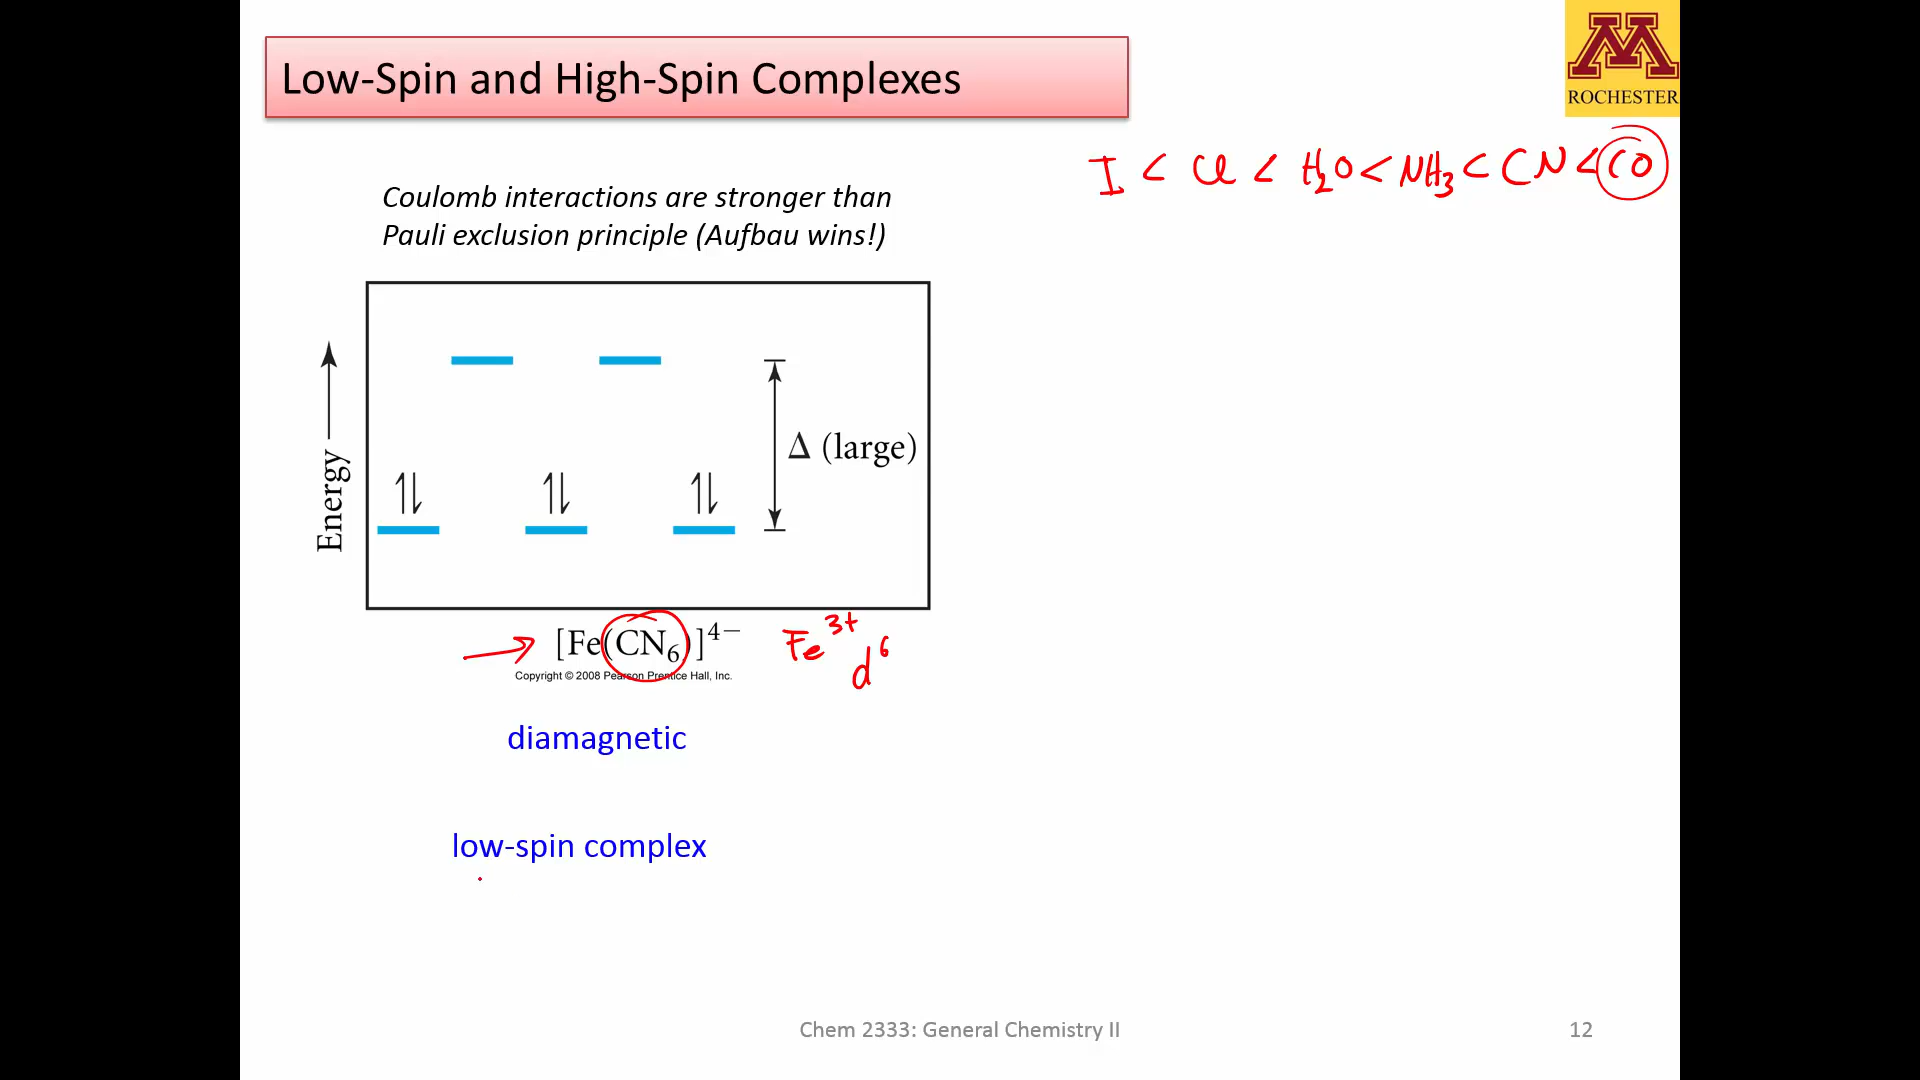 Low-Spin and High-Spin Complexes
M
ROCHESTER
I < Cl < H₂O < NH₃ < CN < CO
Coulomb interactions are stronger than
Pauli exclusion principle (Aufbau wins!)
Energy
Δ (large)
[Fe(CN₆)]⁴⁻
Fe³⁺
d⁶
Copyright © 2008 Pearson Prentice Hall, Inc.
diamagnetic
low-spin complex
Chem 2333: General Chemistry II
12